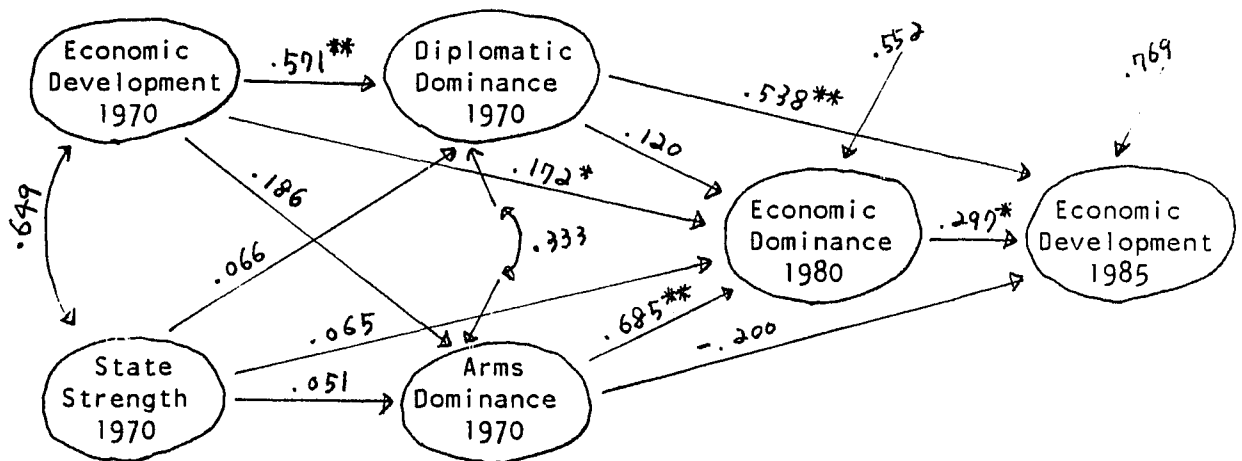 Economic
Development
1970
.571**
Diplomatic
Dominance
1970
.552
.769
.538**
.120
.172*
.649
.186
.066
.333
Economic
Dominance
1980
.297*
Economic
Development
1985
.065
.685**
-.200
State
Strength
1970
.051
Arms
Dominance
1970